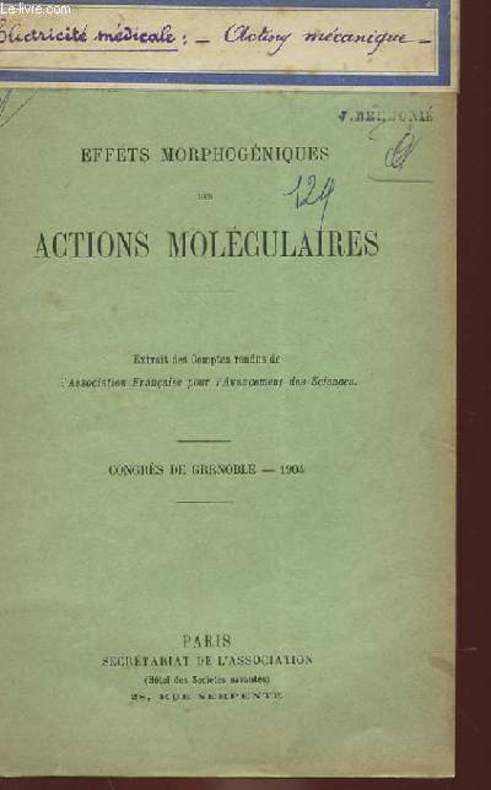 Le-livre.com
Electricité médicale : — Action mécanique —
J. BERGONIÉ
EFFETS MORPHOGÉNIQUES
DES
124
ACTIONS MOLÉCULAIRES
Extrait des Comptes rendus de
l'Association Française pour l'Avancement des Sciences.
CONGRÈS DE GRENOBLE — 1904
PARIS
SECRÉTARIAT DE L'ASSOCIATION
(Hôtel des Sociétés savantes)
28, RUE SERPENTE